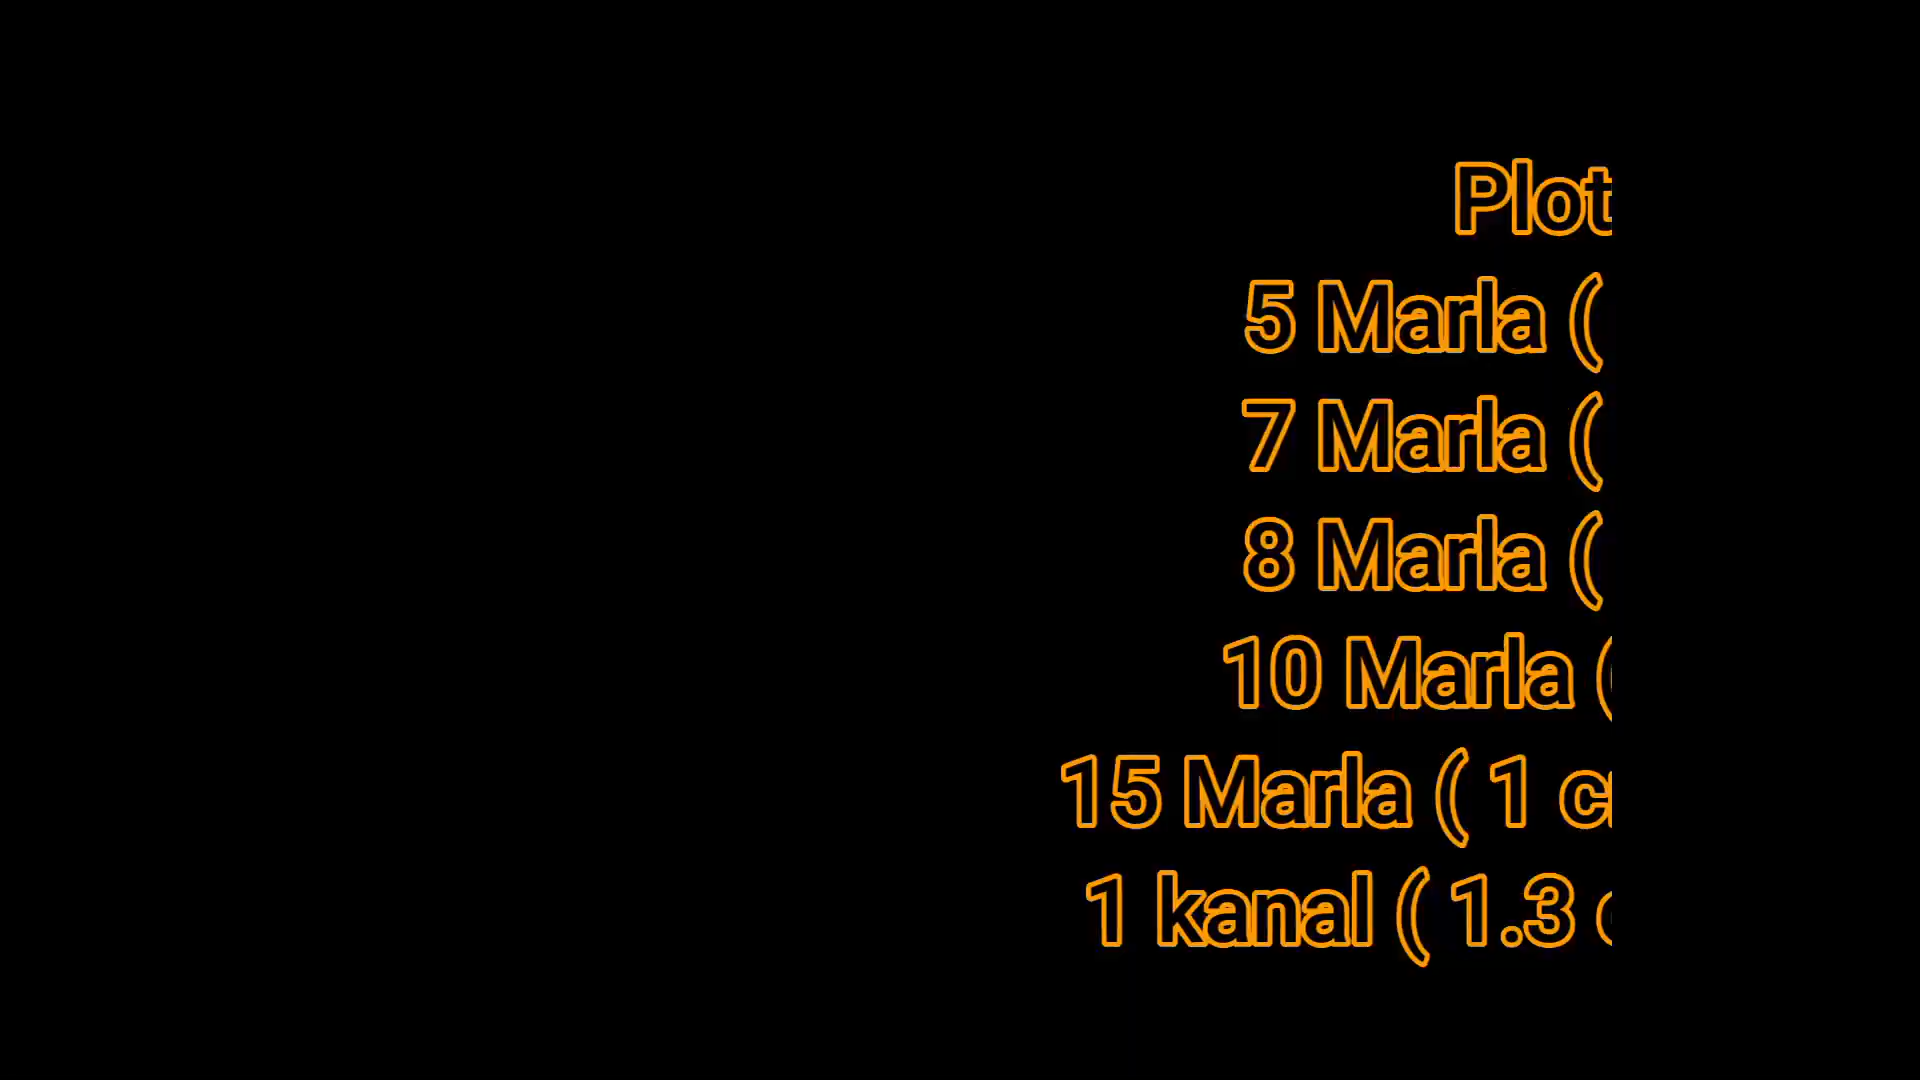 Plot
5 Marla (
7 Marla (
8 Marla (
10 Marla (
15 Marla ( 1 c
1 kanal ( 1.3